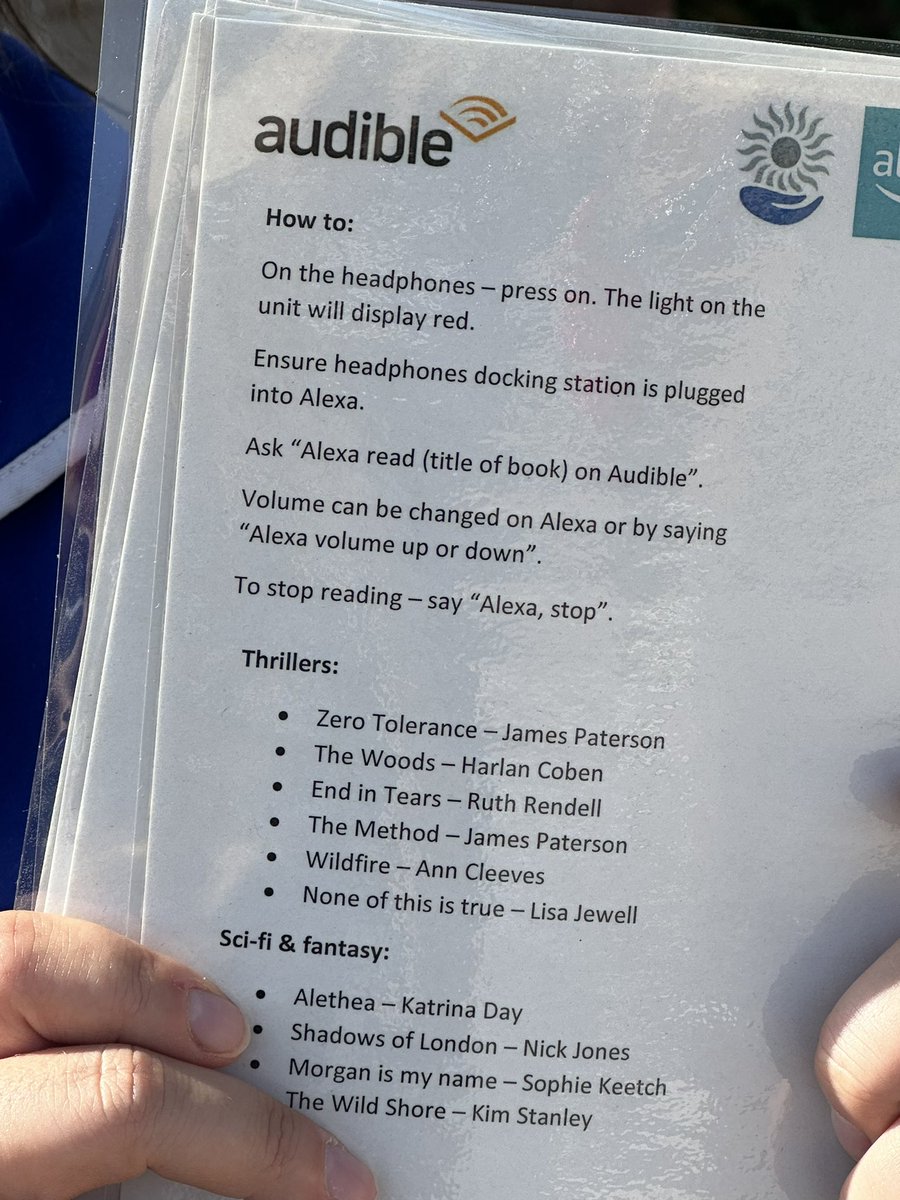 audible
How to:
On the headphones – press on. The light on the
unit will display red.
Ensure headphones docking station is plugged
into Alexa.
Ask “Alexa read (title of book) on Audible”.
Volume can be changed on Alexa or by saying
“Alexa volume up or down”.
To stop reading – say “Alexa, stop”.
Thrillers:
• Zero Tolerance – James Paterson
• The Woods – Harlan Coben
• End in Tears – Ruth Rendell
• The Method – James Paterson
• Wildfire – Ann Cleeves
• None of this is true – Lisa Jewell
Sci-fi & fantasy:
• Alethea – Katrina Day
• Shadows of London – Nick Jones
• Morgan is my name – Sophie Keetch
The Wild Shore – Kim Stanley